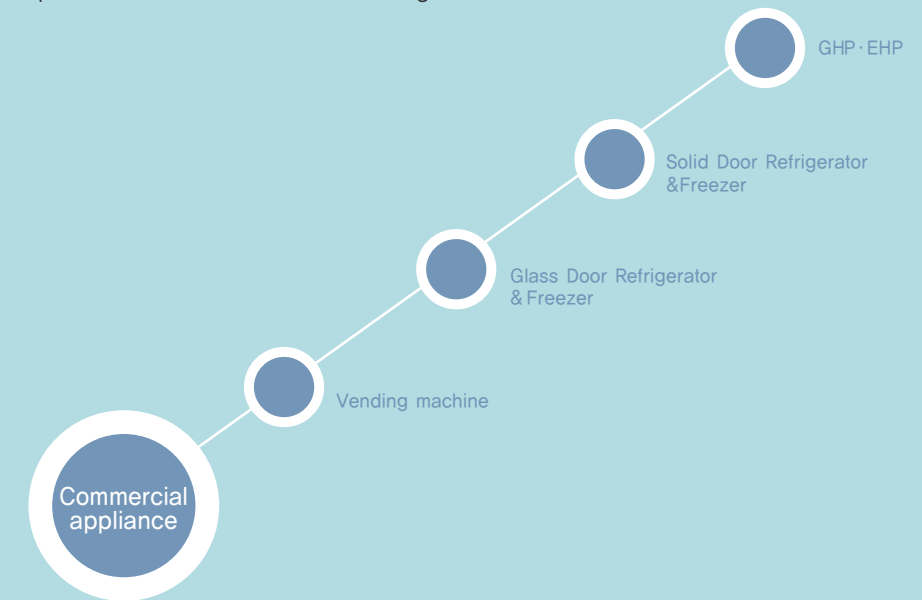 GHP·EHP
Solid Door Refrigerator
&Freezer
Glass Door Refrigerator
& Freezer
Vending machine
Commercial
appliance